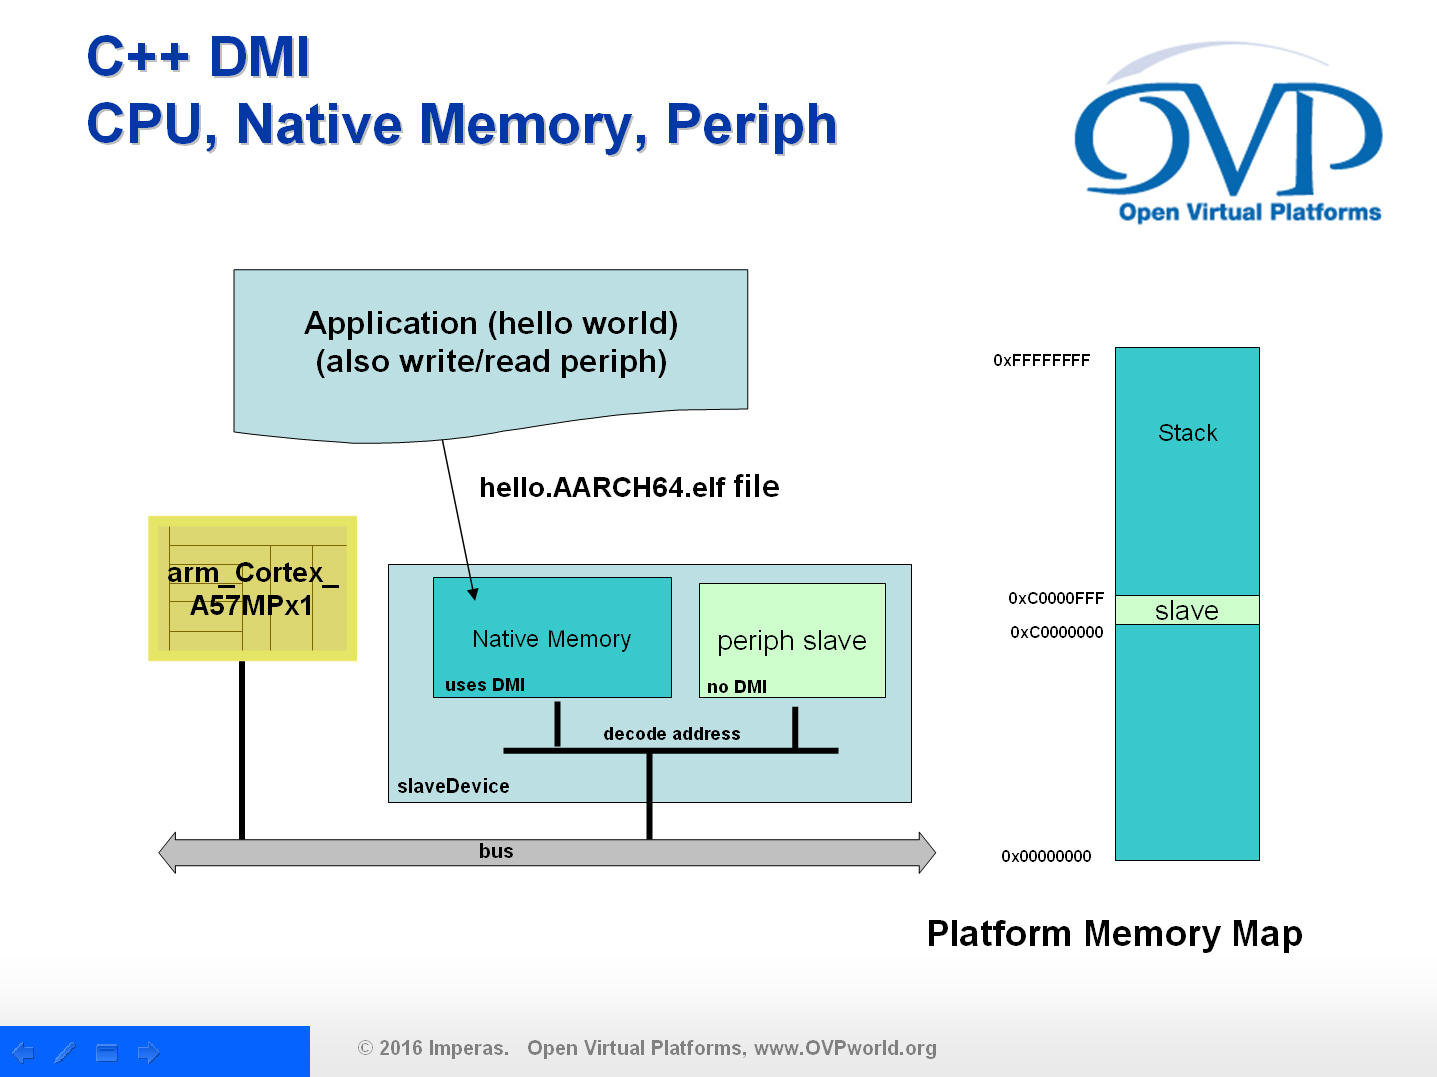 C++ DMI
CPU, Native Memory, Periph
OVP
Open Virtual Platforms
Application (hello world)
(also write/read periph)
hello.AARCH64.elf file
arm_Cortex_
A57MPx1
Native Memory
uses DMI
periph slave
no DMI
decode address
slaveDevice
bus
0xFFFFFFFF
Stack
0xC0000FFF
slave
0xC0000000
0x00000000
Platform Memory Map
© 2016 Imperas. Open Virtual Platforms, www.OVPworld.org